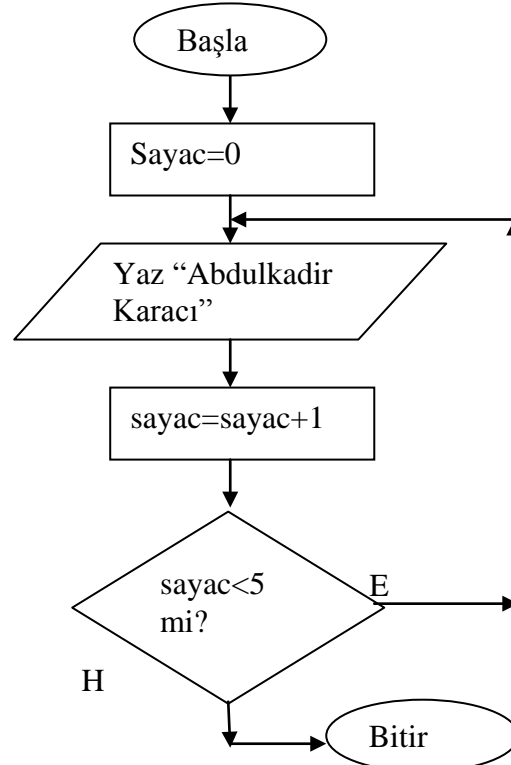 Başla
Sayac=0
Yaz “Abdulkadir
Karacı”
sayac=sayac+1
sayac<5
mi?
E
H
Bitir